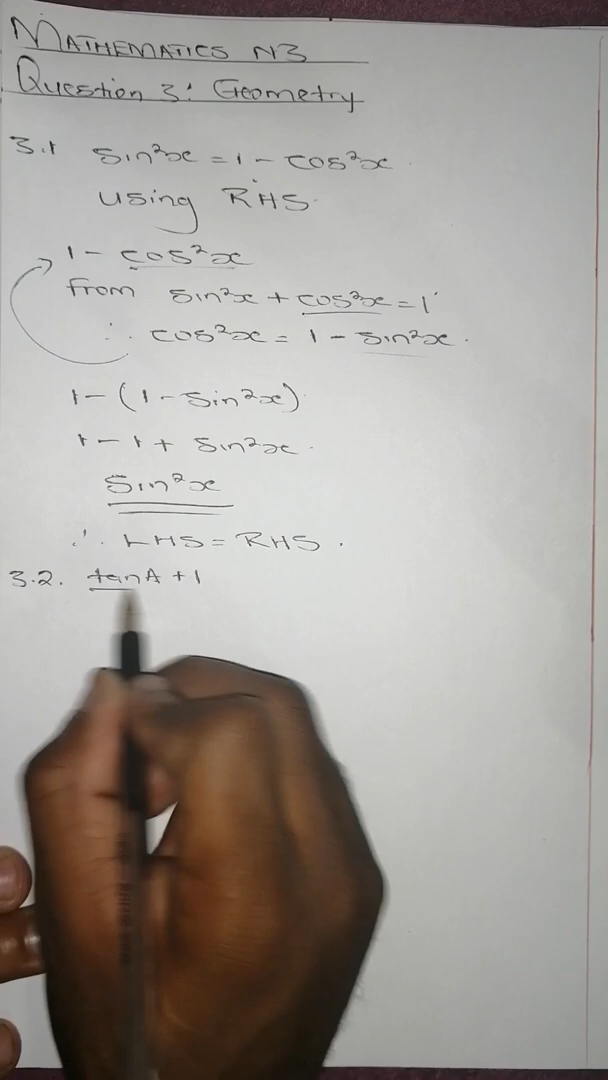 MATHEMATICS N3
Question 3: Geometry
3.1 sin²x = 1 - cos²x
using RHS.
1 - cos²x
from sin²x + cos²x = 1
∴ cos²x = 1 - sin²x.
1 - (1 - sin²x)
1 - 1 + sin²x.
sin²x
∴ LHS = RHS.
3.2. tanA + 1